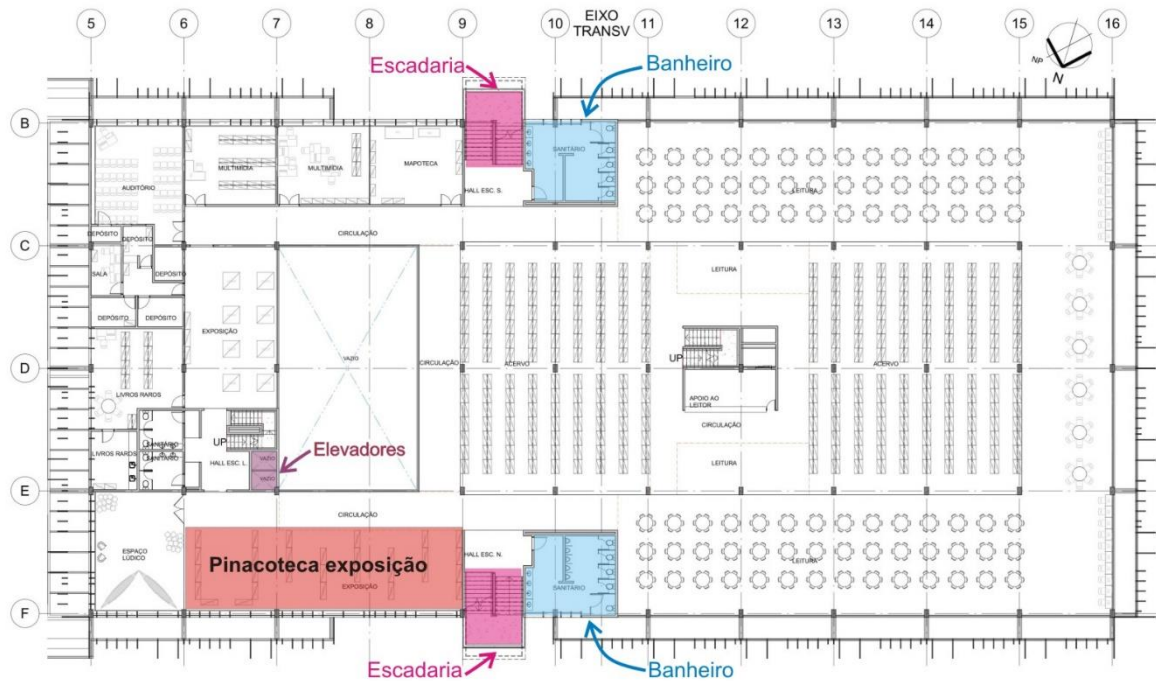 5 6 7 8 9 10 EIXO TRANSV 11 12 13 14 15 16
Escadaria
Banheiro
NP
N
B
AUDITÓRIO
MULTIMÍDIA
MULTIMÍDIA
MAPOTECA
SANITÁRIO
HALL ESC. S.
LEITURA
DEPÓSITO
DEPÓSITO
CIRCULAÇÃO
C
SALA
DEPÓSITO
LEITURA
DEPÓSITO
DEPÓSITO
EXPOSIÇÃO
VAZIO
CIRCULAÇÃO
ACERVO
UP
ACERVO
D
LIVROS RAROS
APOIO AO
LEITOR
CIRCULAÇÃO
SANITÁRIO
UP
Elevadores
LIVROS RAROS
SANITÁRIO
HALL ESC. L.
VAZIO
VAZIO
LEITURA
E
CIRCULAÇÃO
ESPAÇO
LÚDICO
Pinacoteca exposição
EXPOSIÇÃO
HALL ESC. N.
SANITÁRIO
LEITURA
F
Escadaria
Banheiro